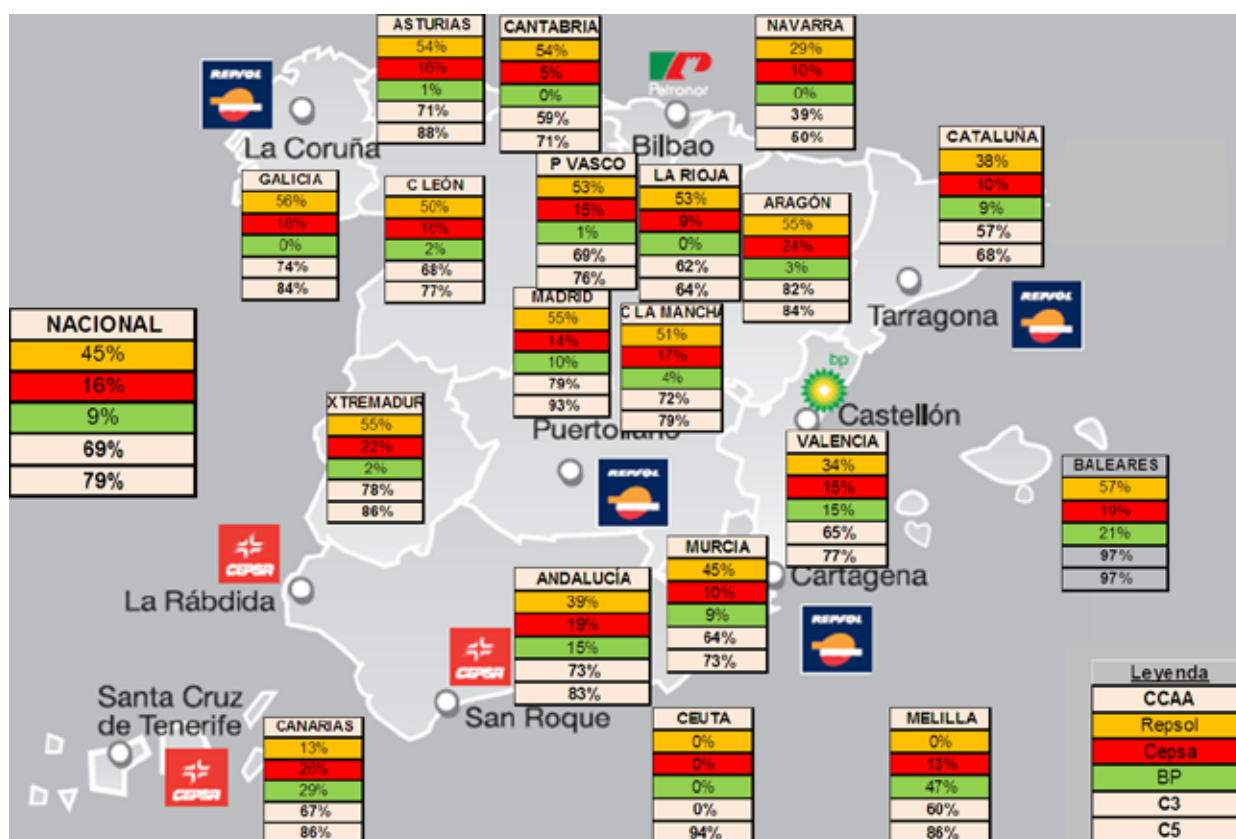 ASTURIAS
54%
16%
1%
71%
88%
CANTABRIA
54%
5%
0%
59%
71%
NAVARRA
29%
10%
0%
39%
60%
REPSOL
La Coruña
Petronor
Bilbao
CATALUÑA
38%
10%
9%
57%
68%
GALICIA
56%
18%
0%
74%
84%
C LEÓN
50%
16%
2%
68%
77%
P VASCO
53%
15%
1%
69%
76%
LA RIOJA
53%
9%
0%
62%
64%
ARAGÓN
55%
24%
3%
82%
84%
Tarragona
REPSOL
NACIONAL
45%
16%
9%
69%
79%
MADRID
55%
14%
10%
79%
93%
C LA MANCHA
51%
17%
4%
72%
79%
bp
Castellón
XTREMADUR
55%
22%
2%
78%
86%
Puertollano
REPSOL
VALENCIA
34%
15%
15%
65%
77%
BALEARES
57%
19%
21%
97%
97%
CEPSA
La Rábdida
ANDALUCÍA
39%
19%
15%
73%
83%
MURCIA
45%
10%
9%
64%
73%
Cartagena
REPSOL
CEPSA
San Roque
Santa Cruz
de Tenerife
CEPSA
CANARIAS
13%
26%
29%
67%
86%
CEUTA
0%
0%
0%
0%
94%
MELILLA
0%
13%
47%
60%
86%
Leyenda
CCAA
Repsol
Cepsa
BP
C3
C5